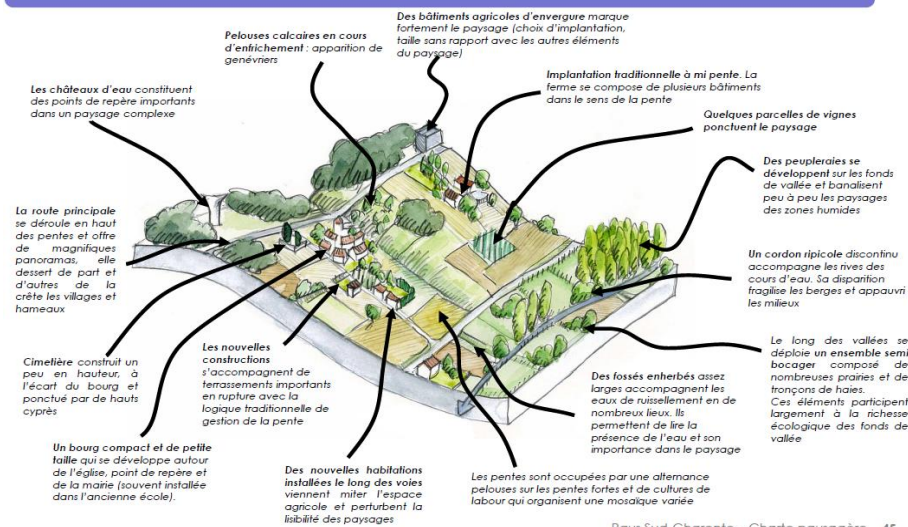 Des bâtiments agricoles d'envergure marque
fortement le paysage (choix d'implantation,
taille sans rapport avec les autres éléments
du paysage)
Pelouses calcaires en cours
d'enfrichement : apparition de
genévriers
Implantation traditionnelle à mi pente. La
ferme se compose de plusieurs bâtiments
dans le sens de la pente
Les châteaux d'eau constituent
des points de repère importants
dans un paysage complexe
Quelques parcelles de vignes
ponctuent le paysage
Des peupleraies se
développent sur les fonds
de vallée et banalisent
peu à peu les paysages
des zones humides
La route principale
se déroule en haut
des pentes et offre
de magnifiques
panoramas, elle
dessert de part et
d'autres de la
crête les villages et
hameaux
Un cordon ripicole discontinu
accompagne les rives des
cours d'eau. Sa disparition
fragilise les berges et appauvri
les milieux
Cimetière construit un
peu en hauteur, à
l'écart du bourg et
ponctué par de hauts
cyprès
Les nouvelles
constructions
s'accompagnent de
terrassements importants
en rupture avec la
logique traditionnelle de
gestion de la pente
Le long des vallées se
déploie un ensemble semi
bocager composé de
nombreuses prairies et de
tronçons de haies.
Ces éléments participent
largement à la richesse
écologique des fonds de
vallée
Des fossés enherbés assez
larges accompagnent les
eaux de ruissellement en de
nombreux lieux. Ils
permettent de lire la
présence de l'eau et son
importance dans le paysage
Un bourg compact et de petite
taille qui se développe autour
de l'église, point de repère et
de la mairie (souvent installée
dans l'ancienne école).
Des nouvelles habitations
installées le long des voies
viennent miter l'espace
agricole et perturbent la
lisibilité des paysages
Les pentes sont occupées par une alternance
pelouses sur les pentes fortes et de cultures de
labour qui organisent une mosaïque variée
Pays Sud Charente - Charte paysagère 45